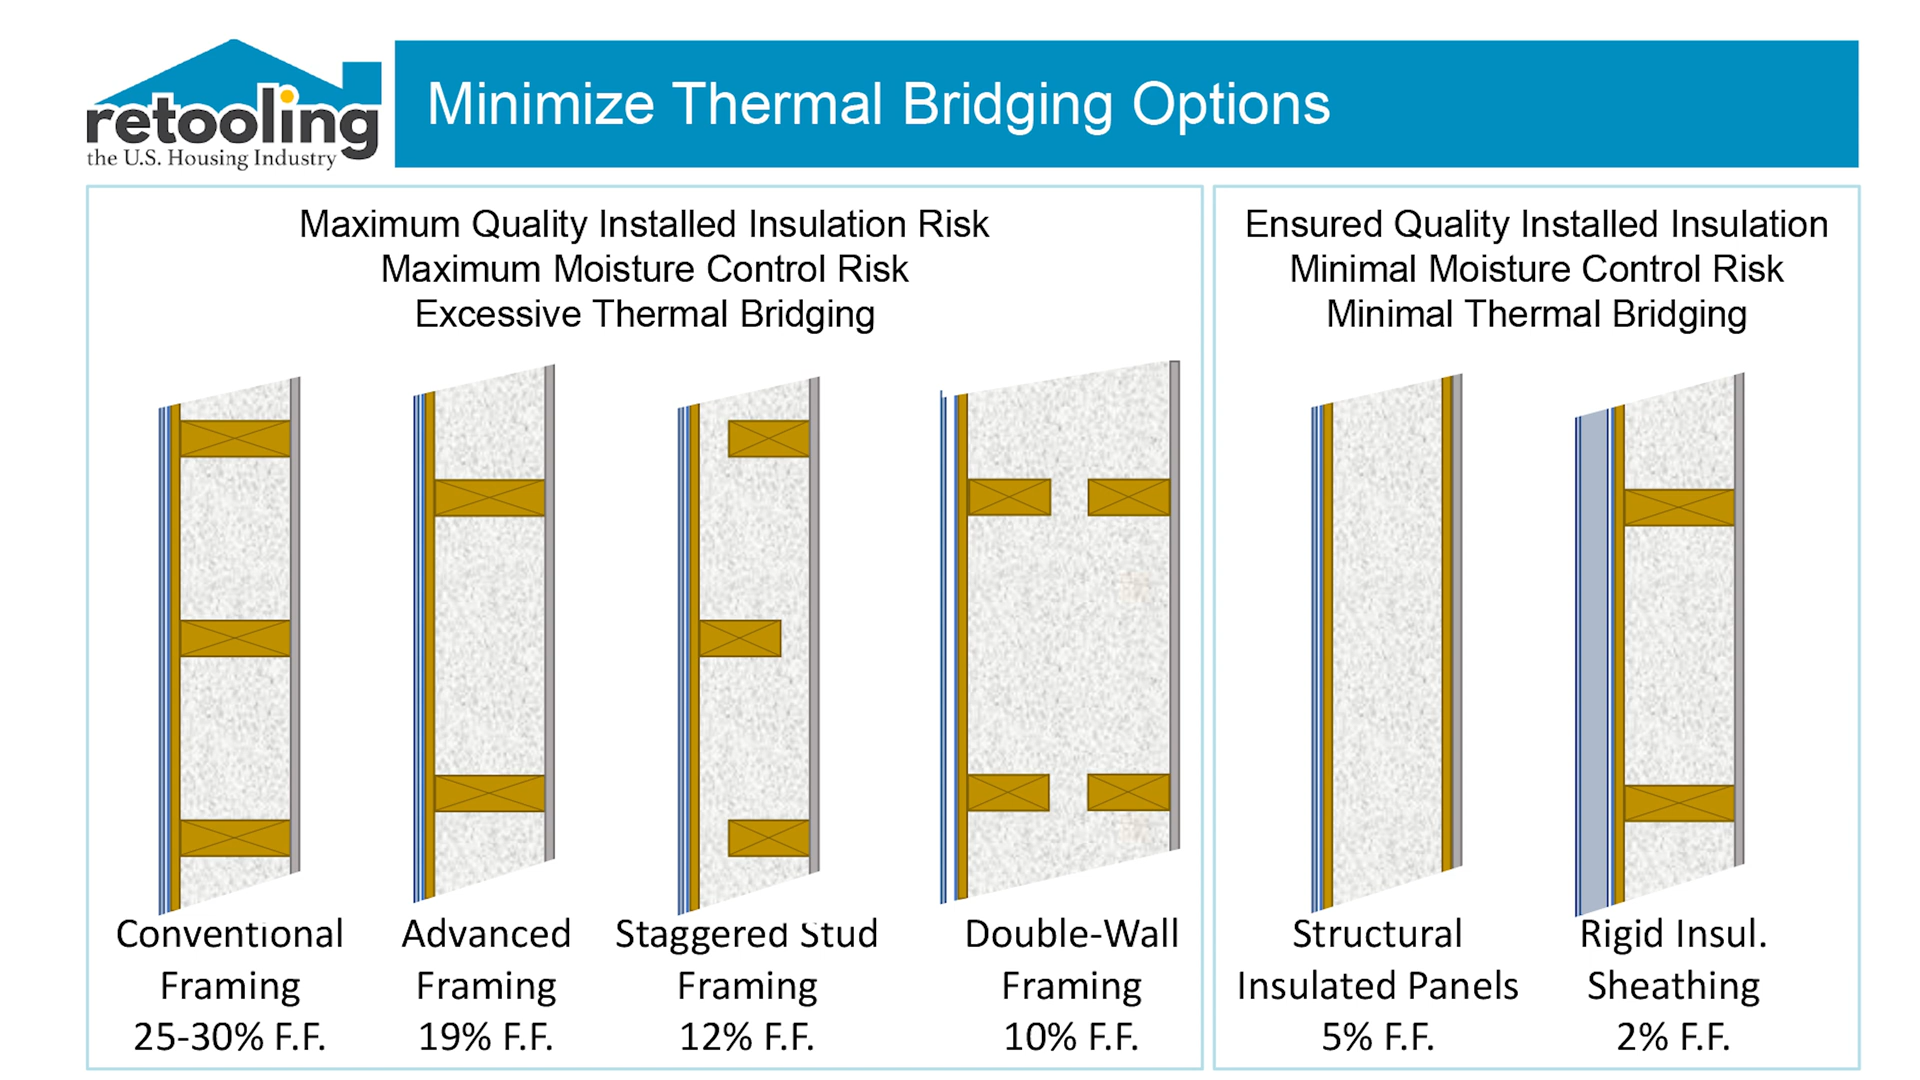 retooling
the U.S. Housing Industry
Minimize Thermal Bridging Options
Maximum Quality Installed Insulation Risk
Maximum Moisture Control Risk
Excessive Thermal Bridging
Conventional
Framing
25-30% F.F.
Advanced
Framing
19% F.F.
Staggered Stud
Framing
12% F.F.
Double-Wall
Framing
10% F.F.
Ensured Quality Installed Insulation
Minimal Moisture Control Risk
Minimal Thermal Bridging
Structural
Insulated Panels
5% F.F.
Rigid Insul.
Sheathing
2% F.F.